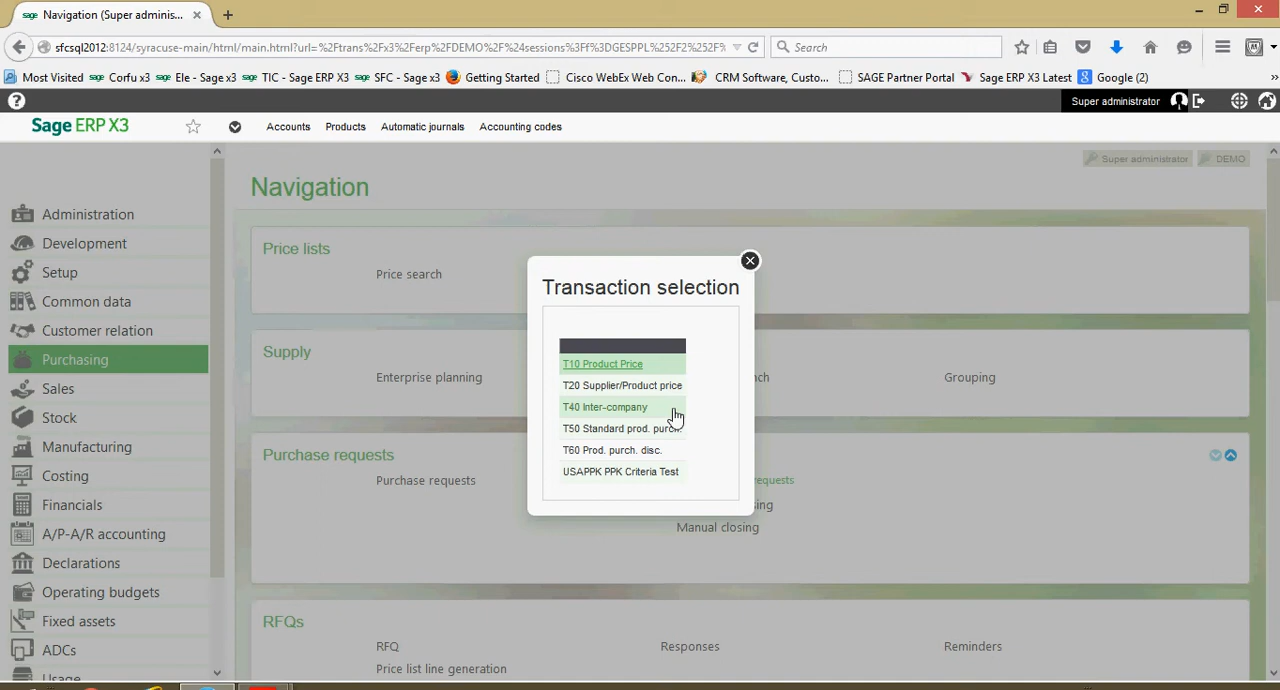 sage Navigation (Super adminis... × +
sfcsql2012:8124/syracuse-main/html/main.html?url=%2Ftrans%2Fx3%2Ferp%2FDEMO%2F%24sessions%3Ff%3DGESPPL%252F2%252F%
Search
Most Visited sage Corfu x3 sage Ele - Sage x3 sage TIC - Sage ERP X3 sage SFC - Sage x3 Getting Started Cisco WebEx Web Con... CRM Software, Custo... SAGE Partner Portal Sage ERP X3 Latest Google (2) »
Super administrator
Sage ERP X3 Accounts Products Automatic journals Accounting codes
Super administrator DEMO
Navigation
Administration
Development
Setup
Common data
Customer relation
Purchasing
Sales
Stock
Manufacturing
Costing
Financials
A/P-A/R accounting
Declarations
Operating budgets
Fixed assets
ADCs
Usage
Price lists
Price search
Supply
Enterprise planning
Grouping
Purchase requests
Purchase requests
requests
Manual closing
RFQs
RFQ Responses Reminders
Price list line generation
Transaction selection
T10 Product Price
T20 Supplier/Product price
T40 Inter-company
T50 Standard prod. purch.
T60 Prod. purch. disc.
USAPPK PPK Criteria Test